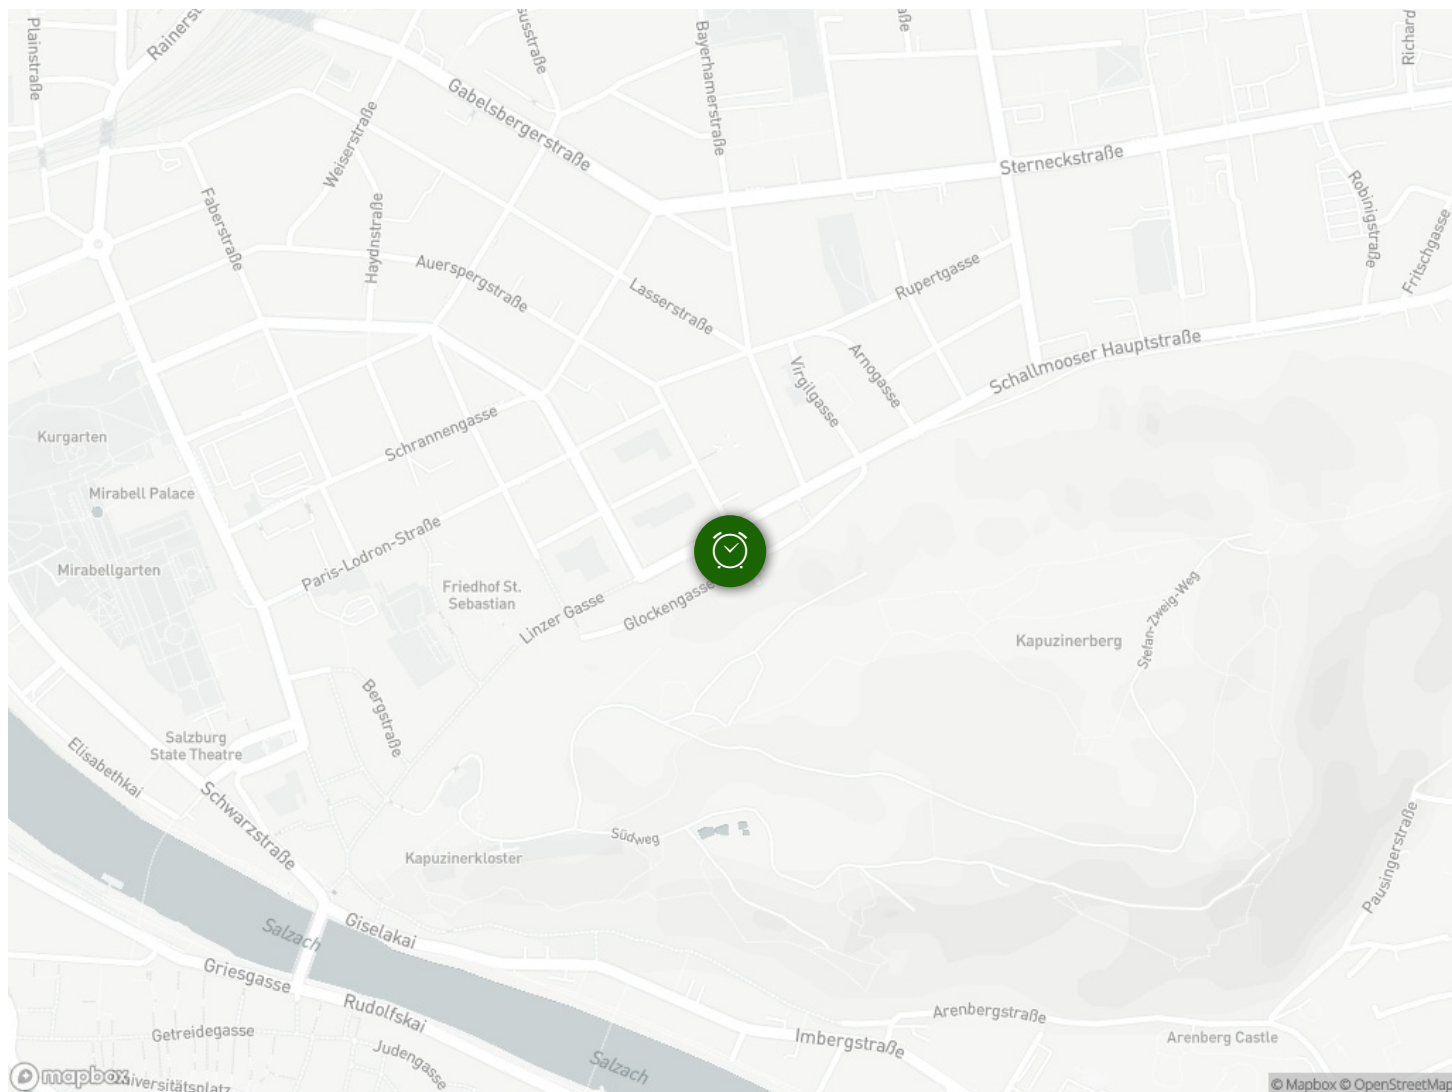 Plainstraße
Bayerhamerstraße
Richard
Gabelsbergerstraße
Weiserstraße
Sterneckstraße
Robinigstraße
Faberstraße
Haydnstraße
Fritschgasse
Auerspergstraße
Rupertgasse
Lasserstraße
Schallmooser Hauptstraße
Arnogasse
Virgilgasse
Schrannengasse
Kurgarten
Mirabell Palace
Paris-Lodron-Straße
Mirabellgarten
Friedhof St.
Sebastian
Linzer Gasse
Glockengasse
Stefan-Zweig-Weg
Kapuzinerberg
Bergstraße
Salzburg
State Theatre
Elisabethkai
Schwarzstraße
Südweg
Kapuzinerkloster
Pausingerstraße
Salzach
Giselakai
Griesgasse
Rudolfskai
Arenbergstraße
Getreidegasse
Imbergstraße
Arenberg Castle
Judengasse
Salzach
mapbox
Universitätsplatz
© Mapbox © OpenStreetMap